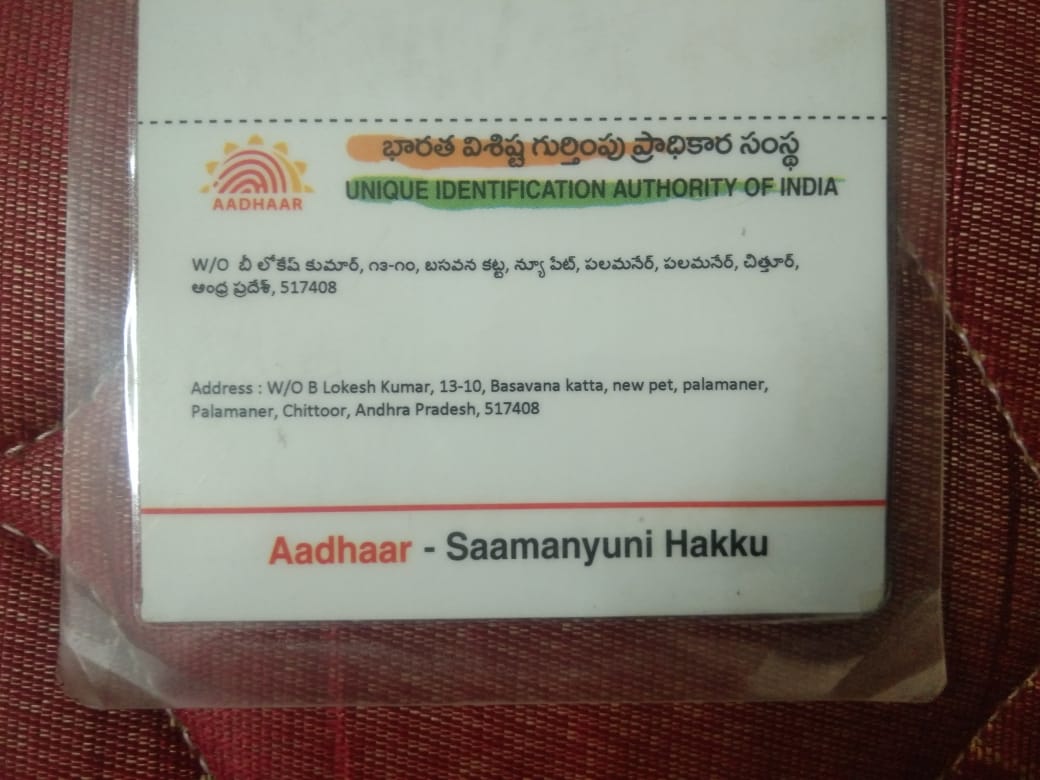 భారత విశిష్ట గుర్తింపు ప్రాధికార సంస్థ
AADHAAR
UNIQUE IDENTIFICATION AUTHORITY OF INDIA
W/O బీ లోకేష్ కుమార్, ౧౩-౧౦, బసవన కట్ట, న్యూ పేట్, పలమనేర్, పలమనేర్, చిత్తూర్,
ఆంధ్ర ప్రదేశ్, 517408
Address : W/O B Lokesh Kumar, 13-10, Basavana katta, new pet, palamaner,
Palamaner, Chittoor, Andhra Pradesh, 517408
Aadhaar - Saamanyuni Hakku